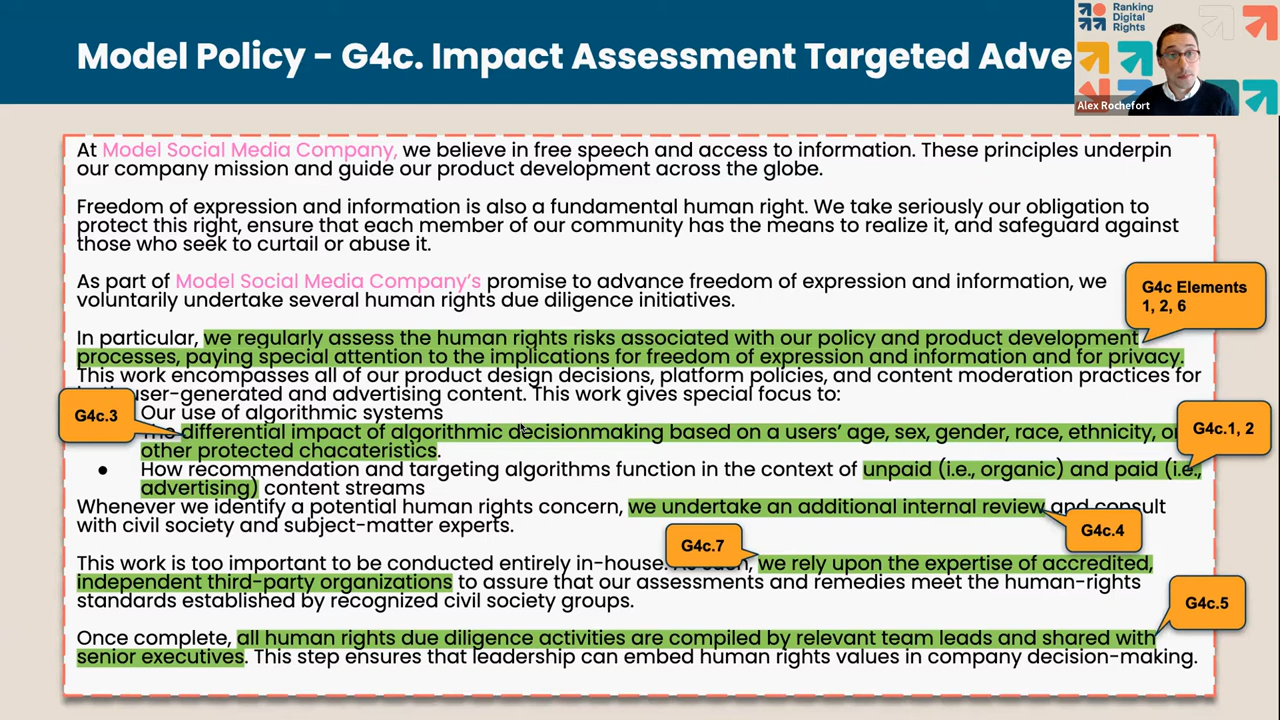 Model Policy - G4c. Impact Assessment Targeted Adve
Ranking
Digital
Rights
Alex Rochefort
At Model Social Media Company, we believe in free speech and access to information. These principles underpin
our company mission and guide our product development across the globe.
Freedom of expression and information is also a fundamental human right. We take seriously our obligation to
protect this right, ensure that each member of our community has the means to realize it, and safeguard against
those who seek to curtail or abuse it.
As part of Model Social Media Company's promise to advance freedom of expression and information, we
voluntarily undertake several human rights due diligence initiatives.
G4c Elements
1, 2, 6
In particular, we regularly assess the human rights risks associated with our policy and product development
processes, paying special attention to the implications for freedom of expression and information and for privacy.
This work encompasses all of our product design decisions, platform policies, and content moderation practices for
user-generated and advertising content. This work gives special focus to:
G4c.3
Our use of algorithmic systems
differential impact of algorithmic decisionmaking based on a users' age, sex, gender, race, ethnicity, or
other protected chacateristics.
G4c.1, 2
● How recommendation and targeting algorithms function in the context of unpaid (i.e., organic) and paid (i.e.,
advertising) content streams
Whenever we identify a potential human rights concern, we undertake an additional internal review and consult
with civil society and subject-matter experts.
G4c.4
G4c.7
This work is too important to be conducted entirely in-house. As such, we rely upon the expertise of accredited,
independent third-party organizations to assure that our assessments and remedies meet the human-rights
standards established by recognized civil society groups.
G4c.5
Once complete, all human rights due diligence activities are compiled by relevant team leads and shared with
senior executives. This step ensures that leadership can embed human rights values in company decision-making.